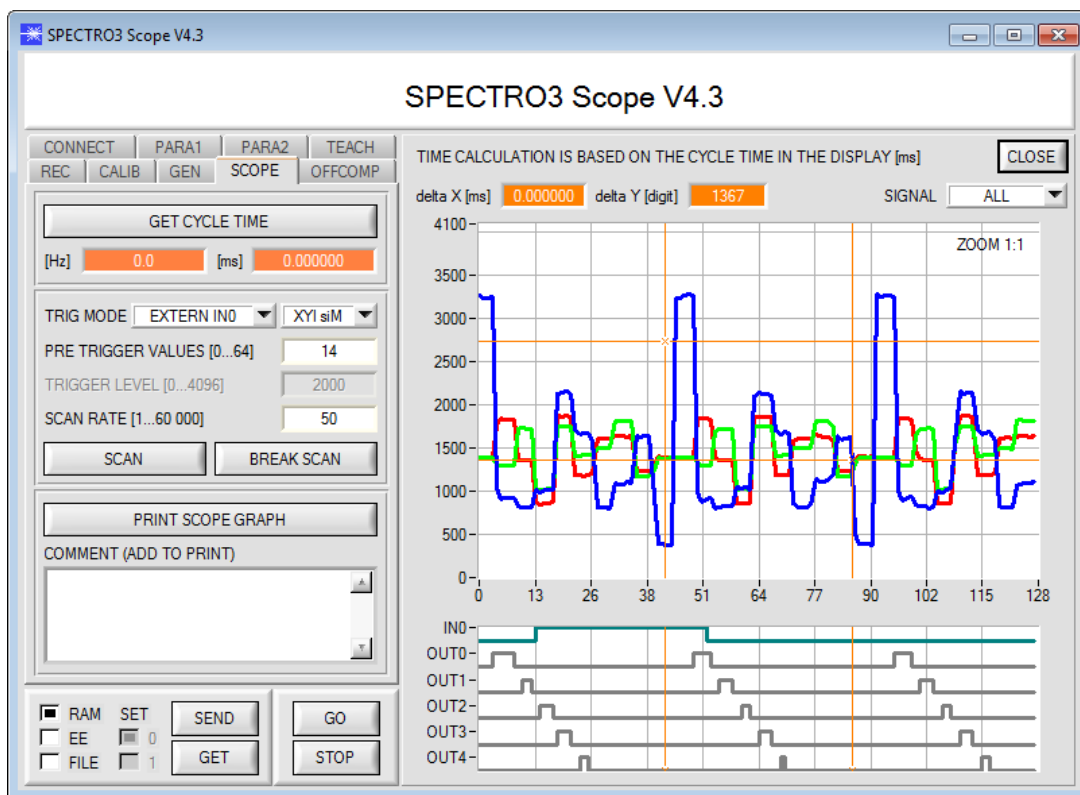 SPECTRO3 Scope V4.3
SPECTRO3 Scope V4.3
CONNECT PARA1 PARA2 TEACH
REC CALIB GEN SCOPE OFFCOMP
GET CYCLE TIME
[Hz] 0.0 [ms] 0.000000
TRIG MODE EXTERN IN0 XYI siM
PRE TRIGGER VALUES [0...64] 14
TRIGGER LEVEL [0...4096] 2000
SCAN RATE [1...60 000] 50
SCAN BREAK SCAN
PRINT SCOPE GRAPH
COMMENT (ADD TO PRINT)
RAM SET
EE 0
FILE 1
SEND
GET
GO
STOP
TIME CALCULATION IS BASED ON THE CYCLE TIME IN THE DISPLAY [ms] CLOSE
delta X [ms] 0.000000 delta Y [digit] 1367 SIGNAL ALL
ZOOM 1:1
4100
3500
3000
2500
2000
1500
1000
500
0
0 13 26 38 51 64 77 90 102 115 128
IN0
OUT0
OUT1
OUT2
OUT3
OUT4